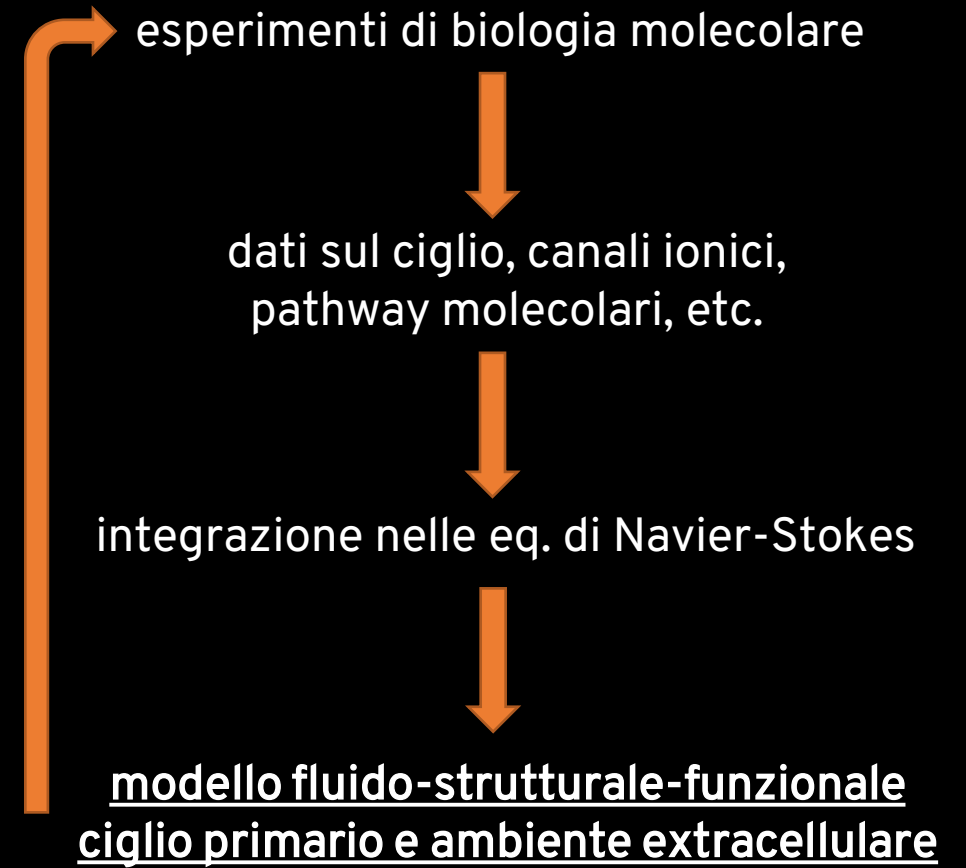 esperimenti di biologia molecolare
dati sul ciglio, canali ionici,
pathway molecolari, etc.
integrazione nelle eq. di Navier-Stokes
modello fluido-strutturale-funzionale
ciglio primario e ambiente extracellulare